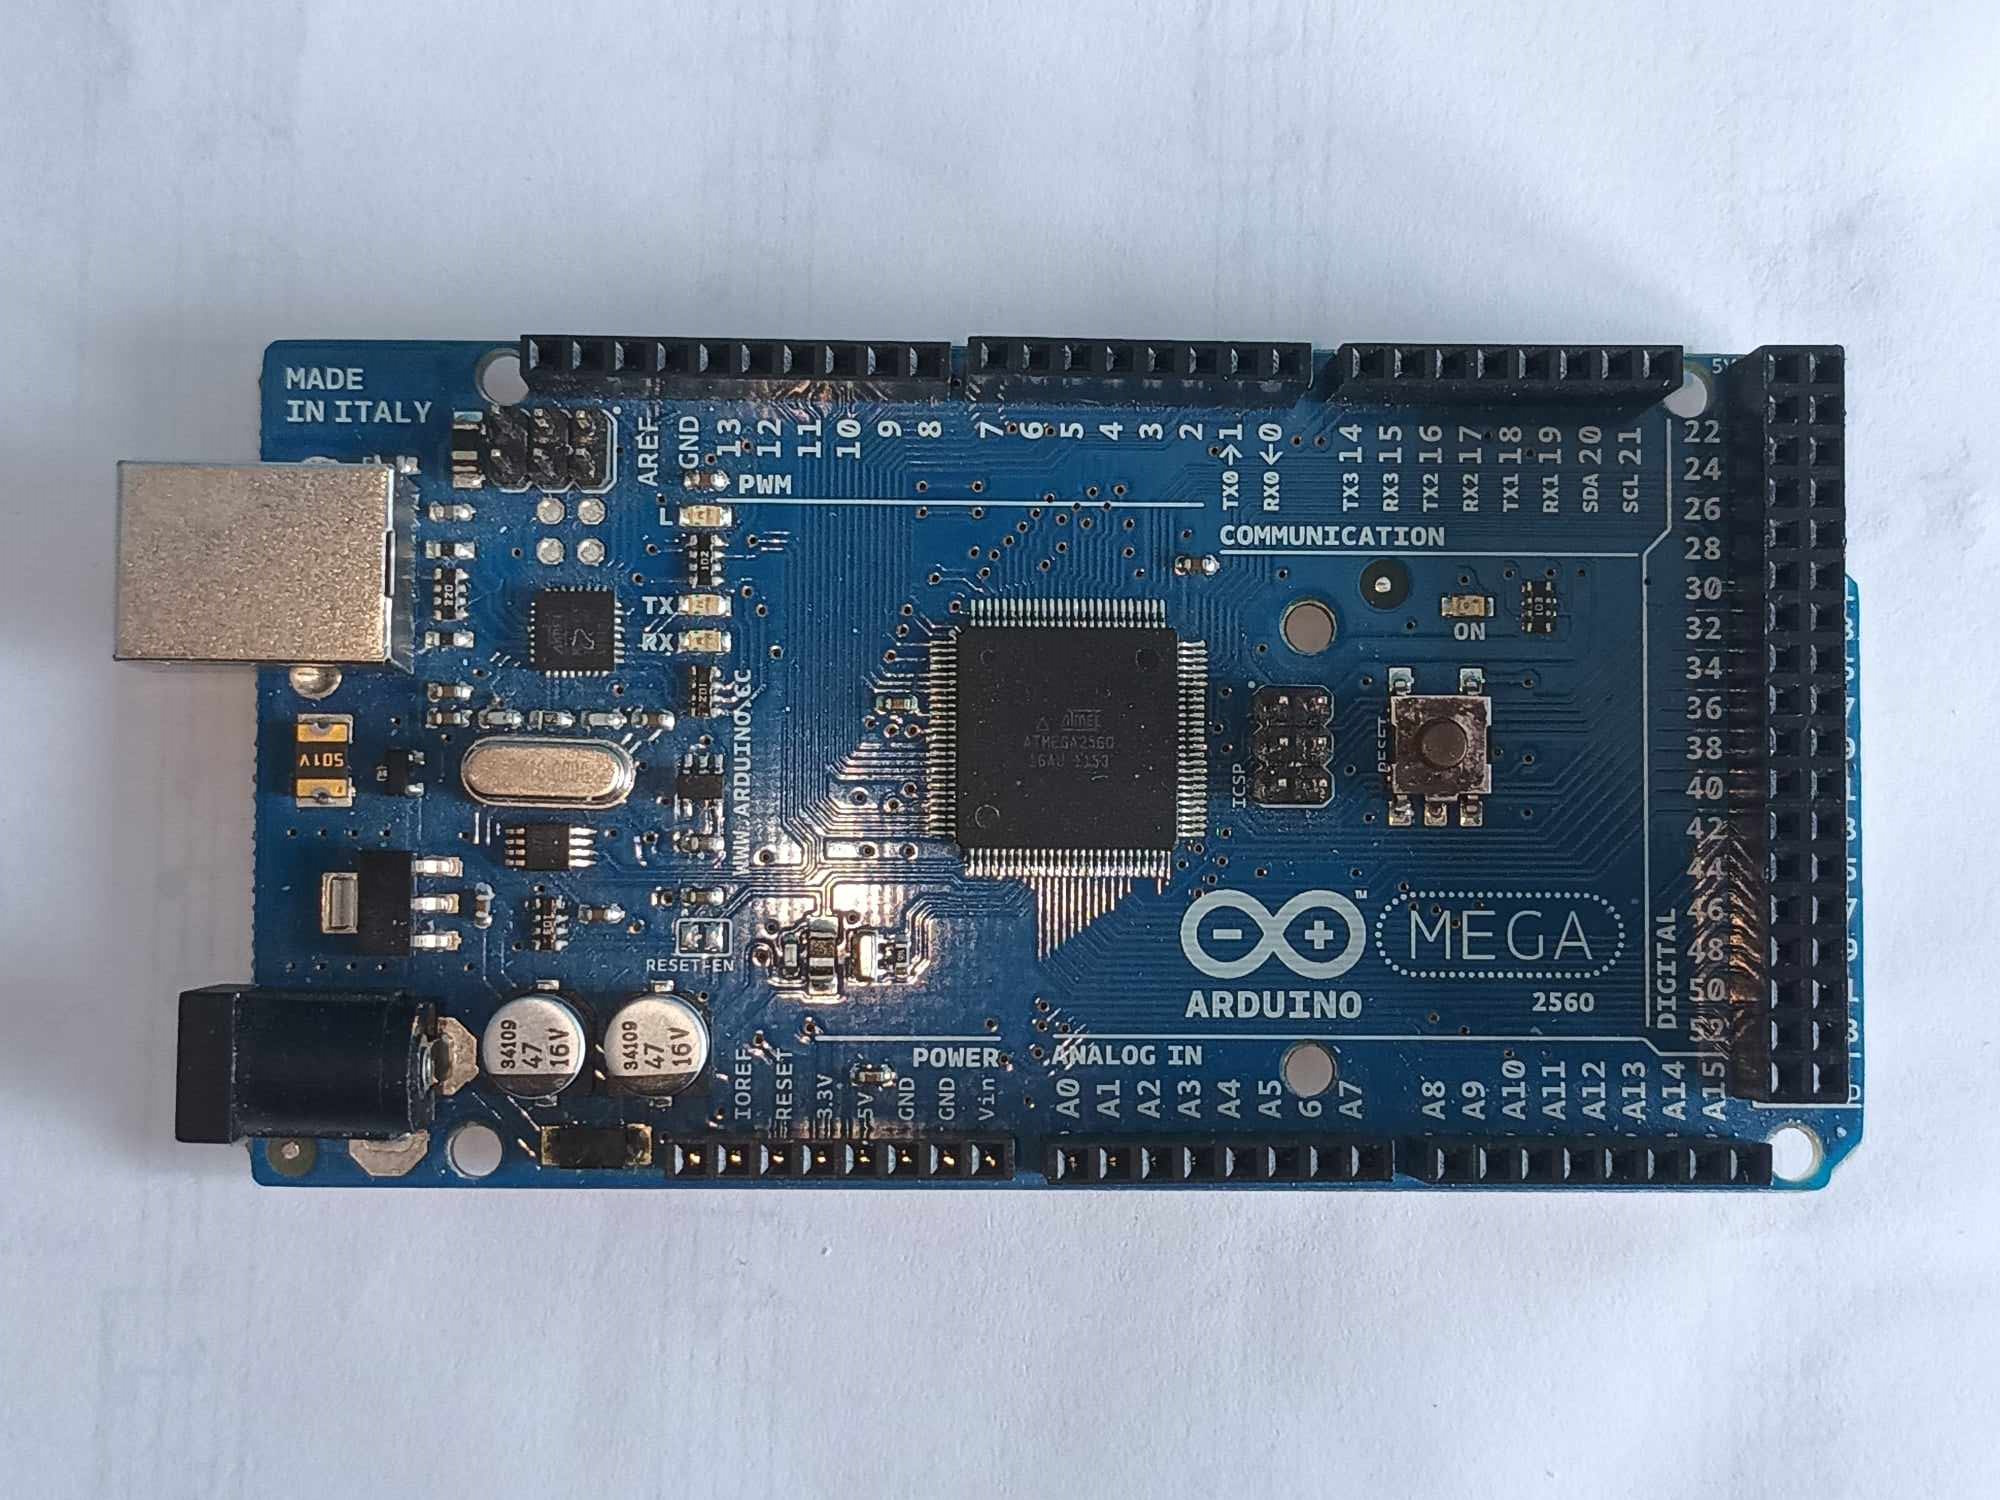 MADE
IN ITALY
AREF
GND
13
12
11
10
9
8
7
6
5
4
3
2
TX0→1
RX0←0
TX3 14
RX3 15
TX2 16
RX2 17
TX1 18
RX1 19
SDA 20
SCL 21
PWM
COMMUNICATION
L
TX
RX
ON
RESET
ICSP
WWW.ARDUINO.CC
ATMEL
ATMEGA2560
16AU
501V
RESET-EN
22
24
26
28
30
32
34
36
38
40
42
44
46
48
50
52
DIGITAL
MEGA
2560
ARDUINO
TM
34109
47
16V
34109
47
16V
POWER
IOREF
RESET
3.3V
5V
GND
GND
Vin
ANALOG IN
A0
A1
A2
A3
A4
A5
6
A7
A8
A9
A10
A11
A12
A13
A14
A15